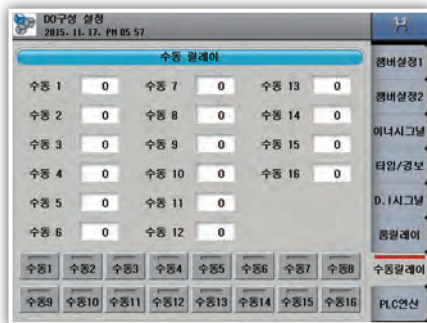 DO구성 설정
2015. 11. 17. PM 05 57
수동 릴레이
수동 1 0 수동 7 0 수동 13 0
수동 2 0 수동 8 0 수동 14 0
수동 3 0 수동 9 0 수동 15 0
수동 4 0 수동 10 0 수동 16 0
수동 5 0 수동 11 0
수동 6 0 수동 12 0
수동1 수동2 수동3 수동4 수동5 수동6 수동7 수동8
수동9 수동10 수동11 수동12 수동13 수동14 수동15 수동16
챔버설정1
챔버설정2
이너시그널
타임/경보
D.I시그널
룸릴레이
수동릴레이
PLC연산